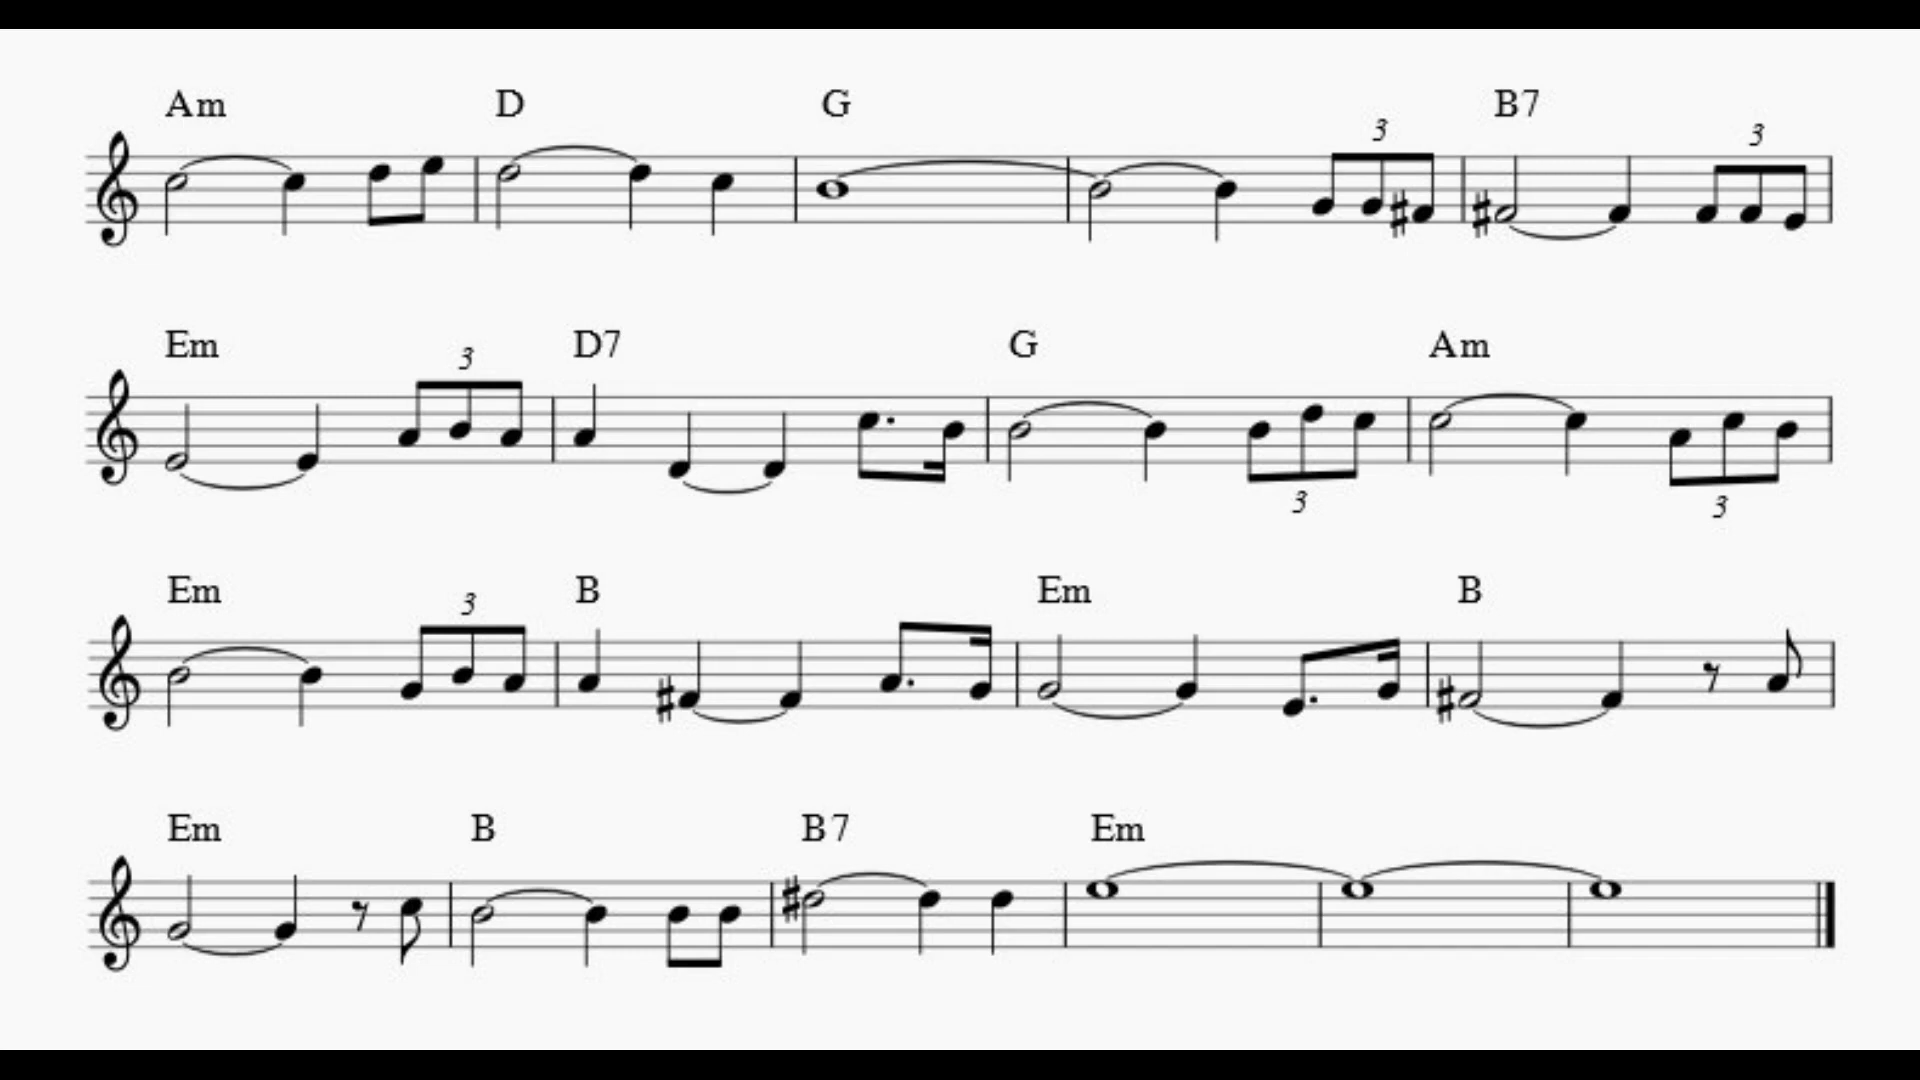 Am D G B7
3 3
Em D7 G Am
3 3 3
Em B Em B
3
Em B B7 Em